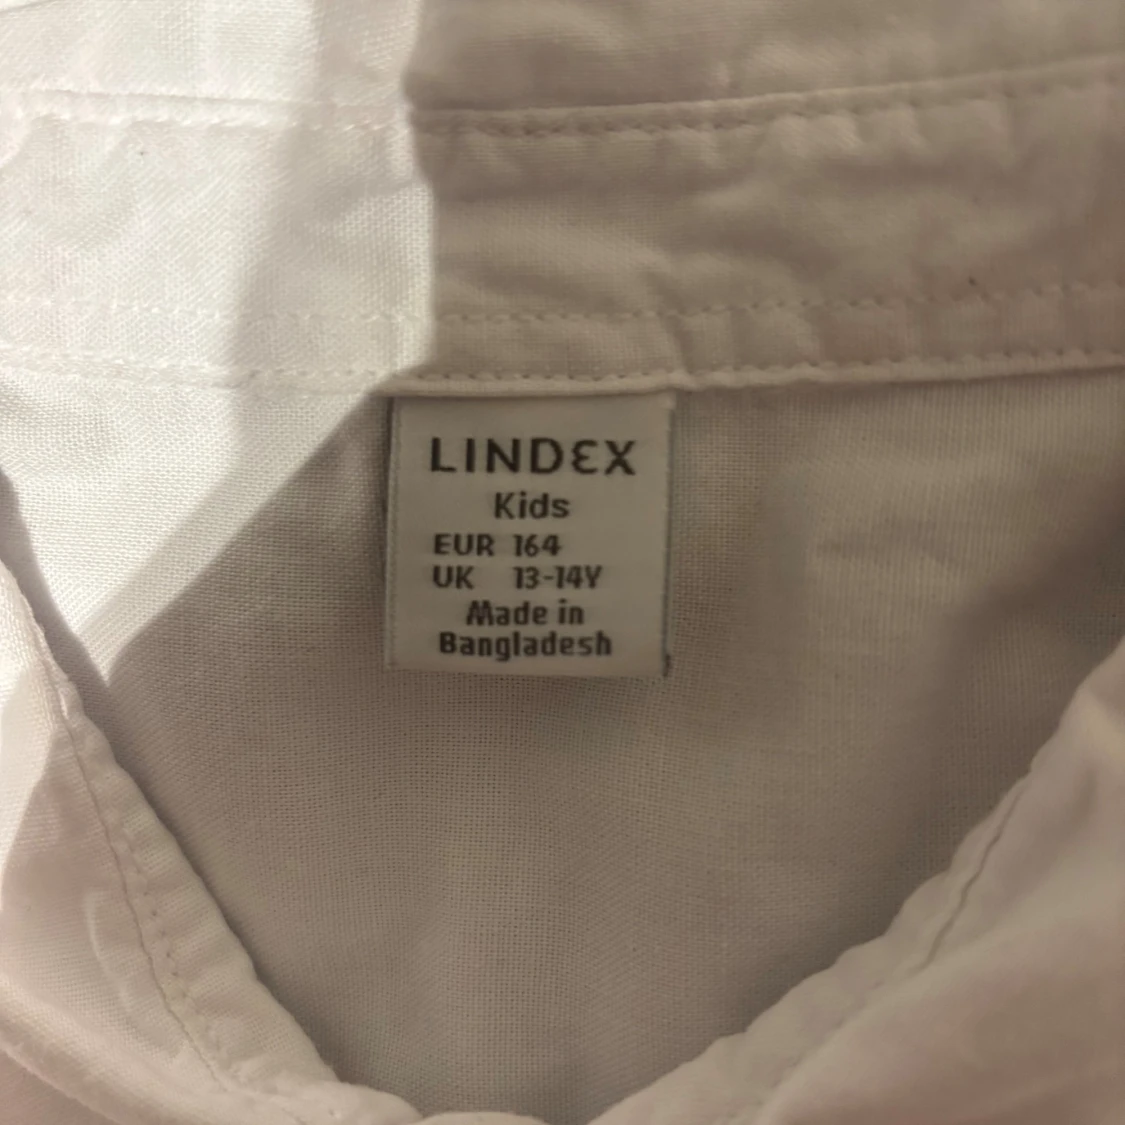 LINDEX
Kids
EUR 164
UK 13-14Y
Made in
Bangladesh